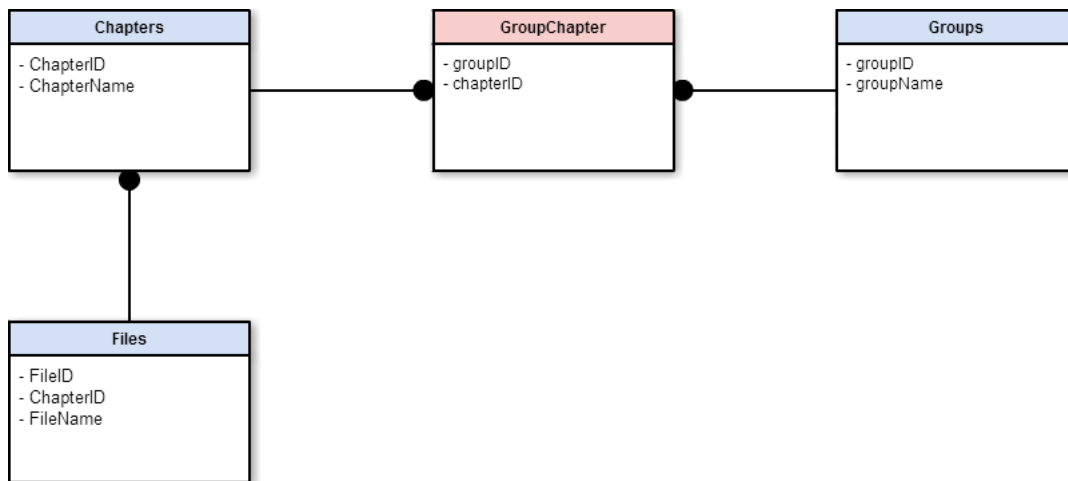 Chapters
- ChapterID
- ChapterName
GroupChapter
- groupID
- chapterID
Groups
- groupID
- groupName
Files
- FileID
- ChapterID
- FileName